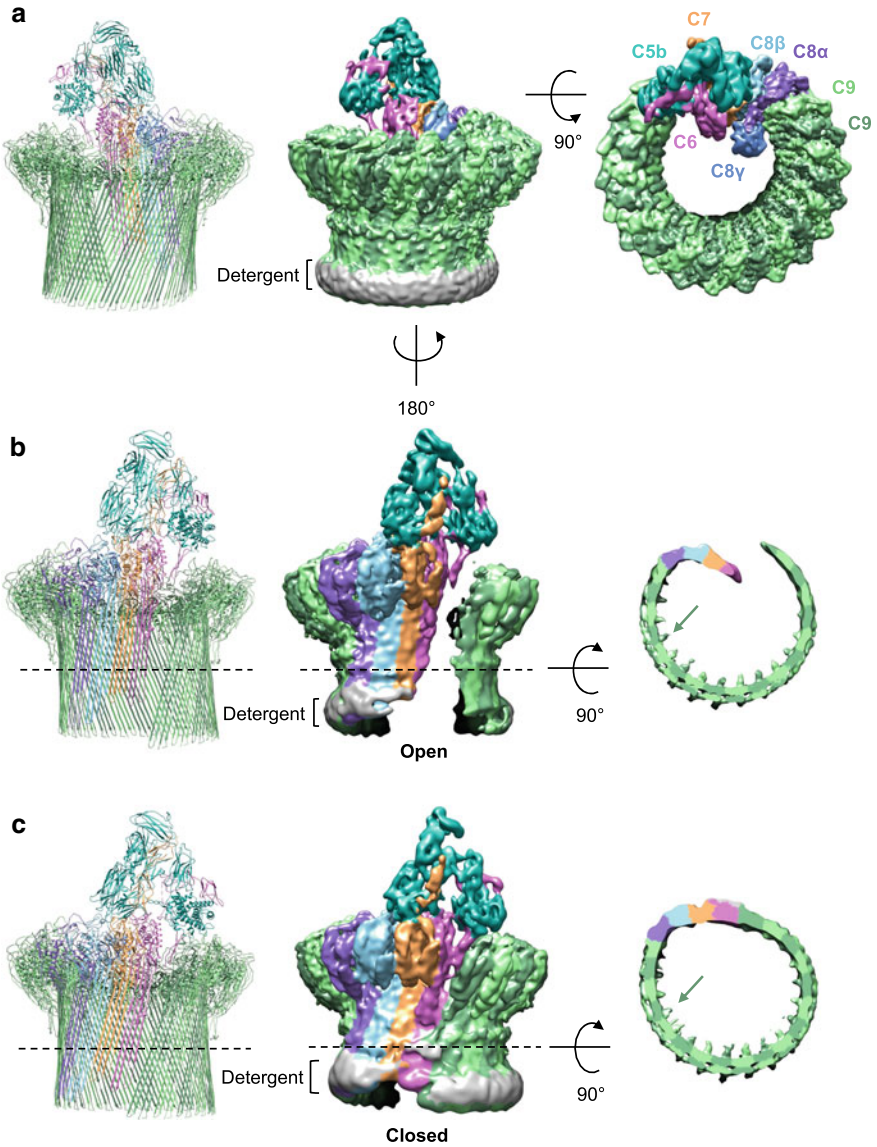 a
C7
C5b
C8β
C8α
C9
C9
C6
C8γ
90°
Detergent
180°
b
Detergent
90°
Open
c
Detergent
90°
Closed